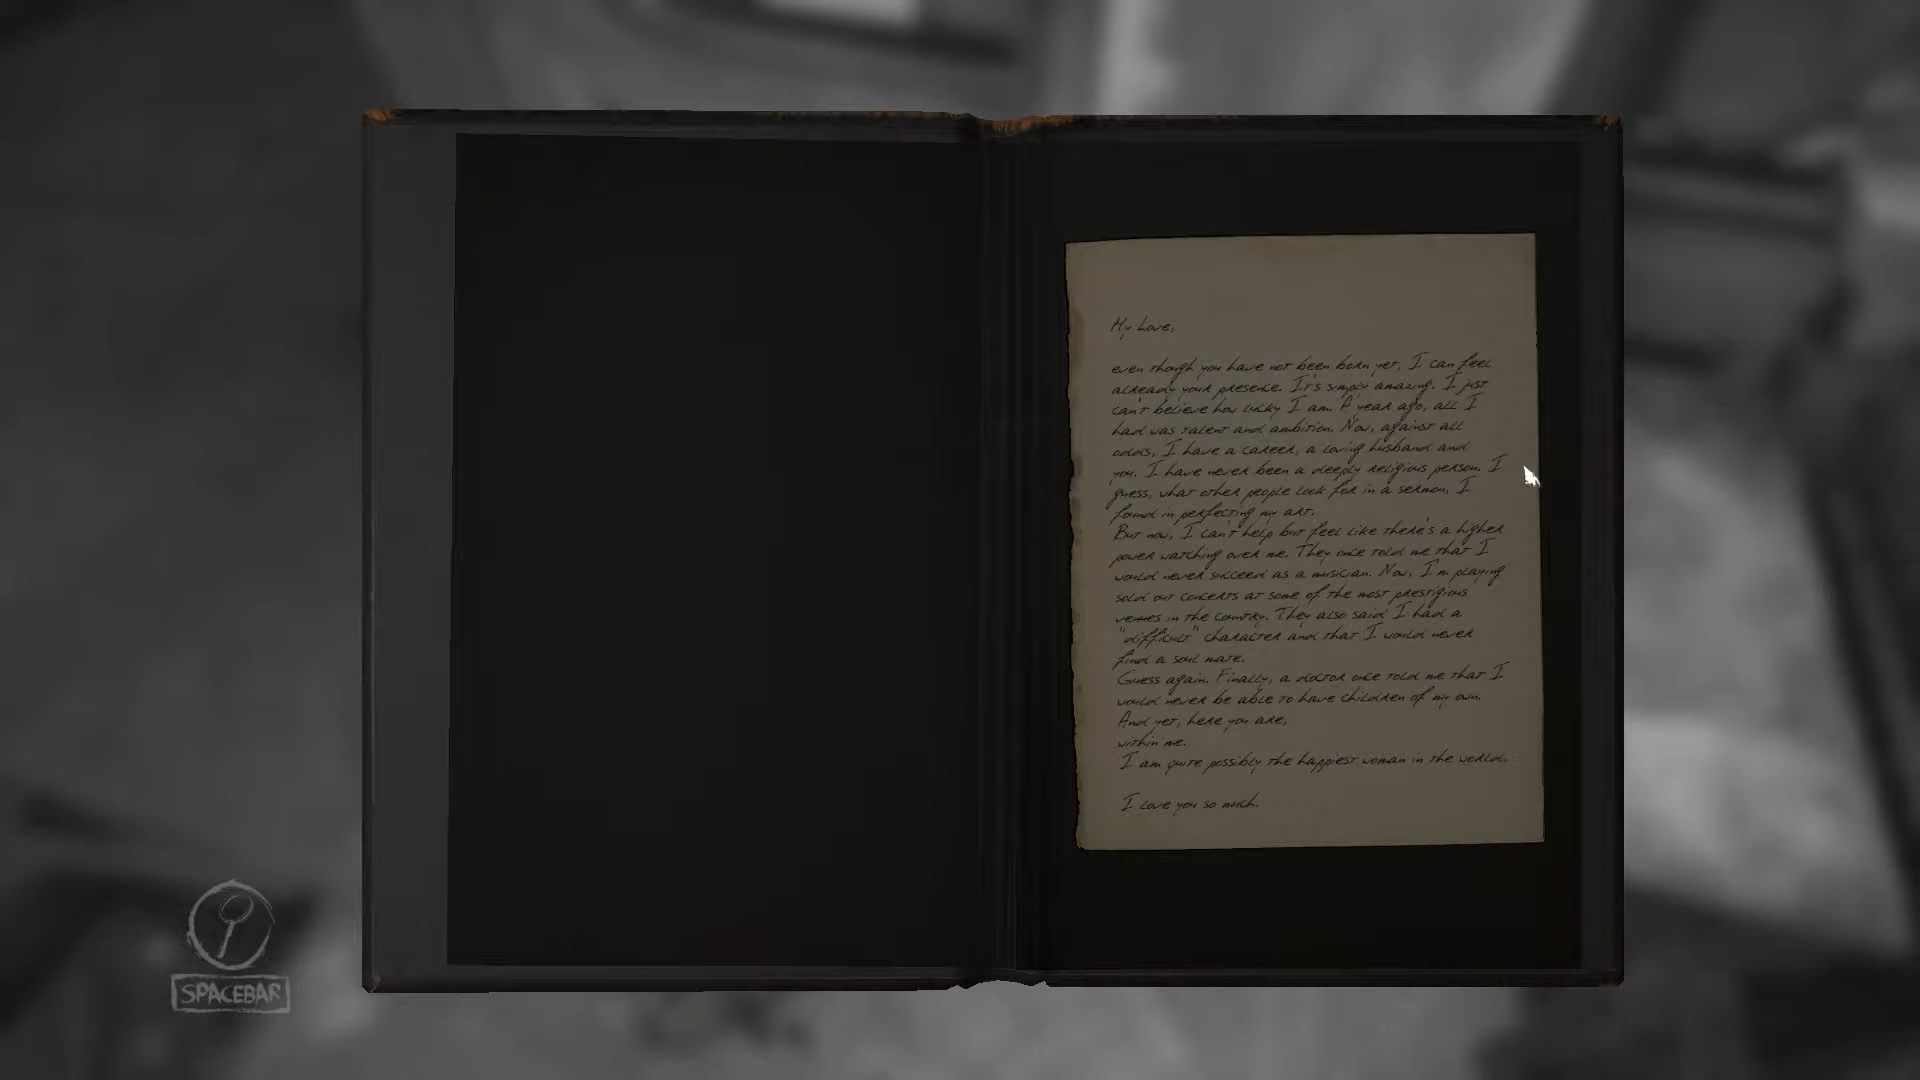 My Love,
even though you have not been born yet, I can feel
already your presence. It's simply amazing. I just
can't believe how lucky I am. A year ago, all I
had was talent and ambition. Now, against all
odds, I have a career, a loving husband and
you. I have never been a deeply religious person. I
guess, what other people look for in a sermon, I
found in perfecting my art.
But now, I can't help but feel like there's a higher
power watching over me. They once told me that I
would never succeed as a musician. Now, I'm playing
sold out concerts at some of the most prestigious
venues in the country. They also said I had a
"difficult" character and that I would never
find a soul mate.
Guess again. Finally, a doctor once told me that I
would never be able to have children of my own.
And yet, here you are,
within me.
I am quite possibly the happiest woman in the world.
I love you so much.
SPACEBAR